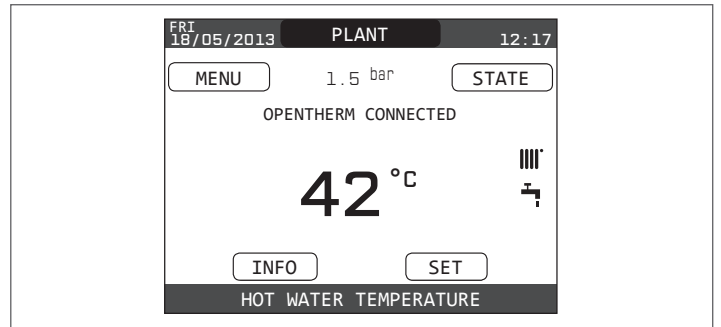 FRI
18/05/2013 PLANT 12:17
MENU 1.5 bar STATE
OPENTHERM CONNECTED
42 °C
INFO SET
HOT WATER TEMPERATURE